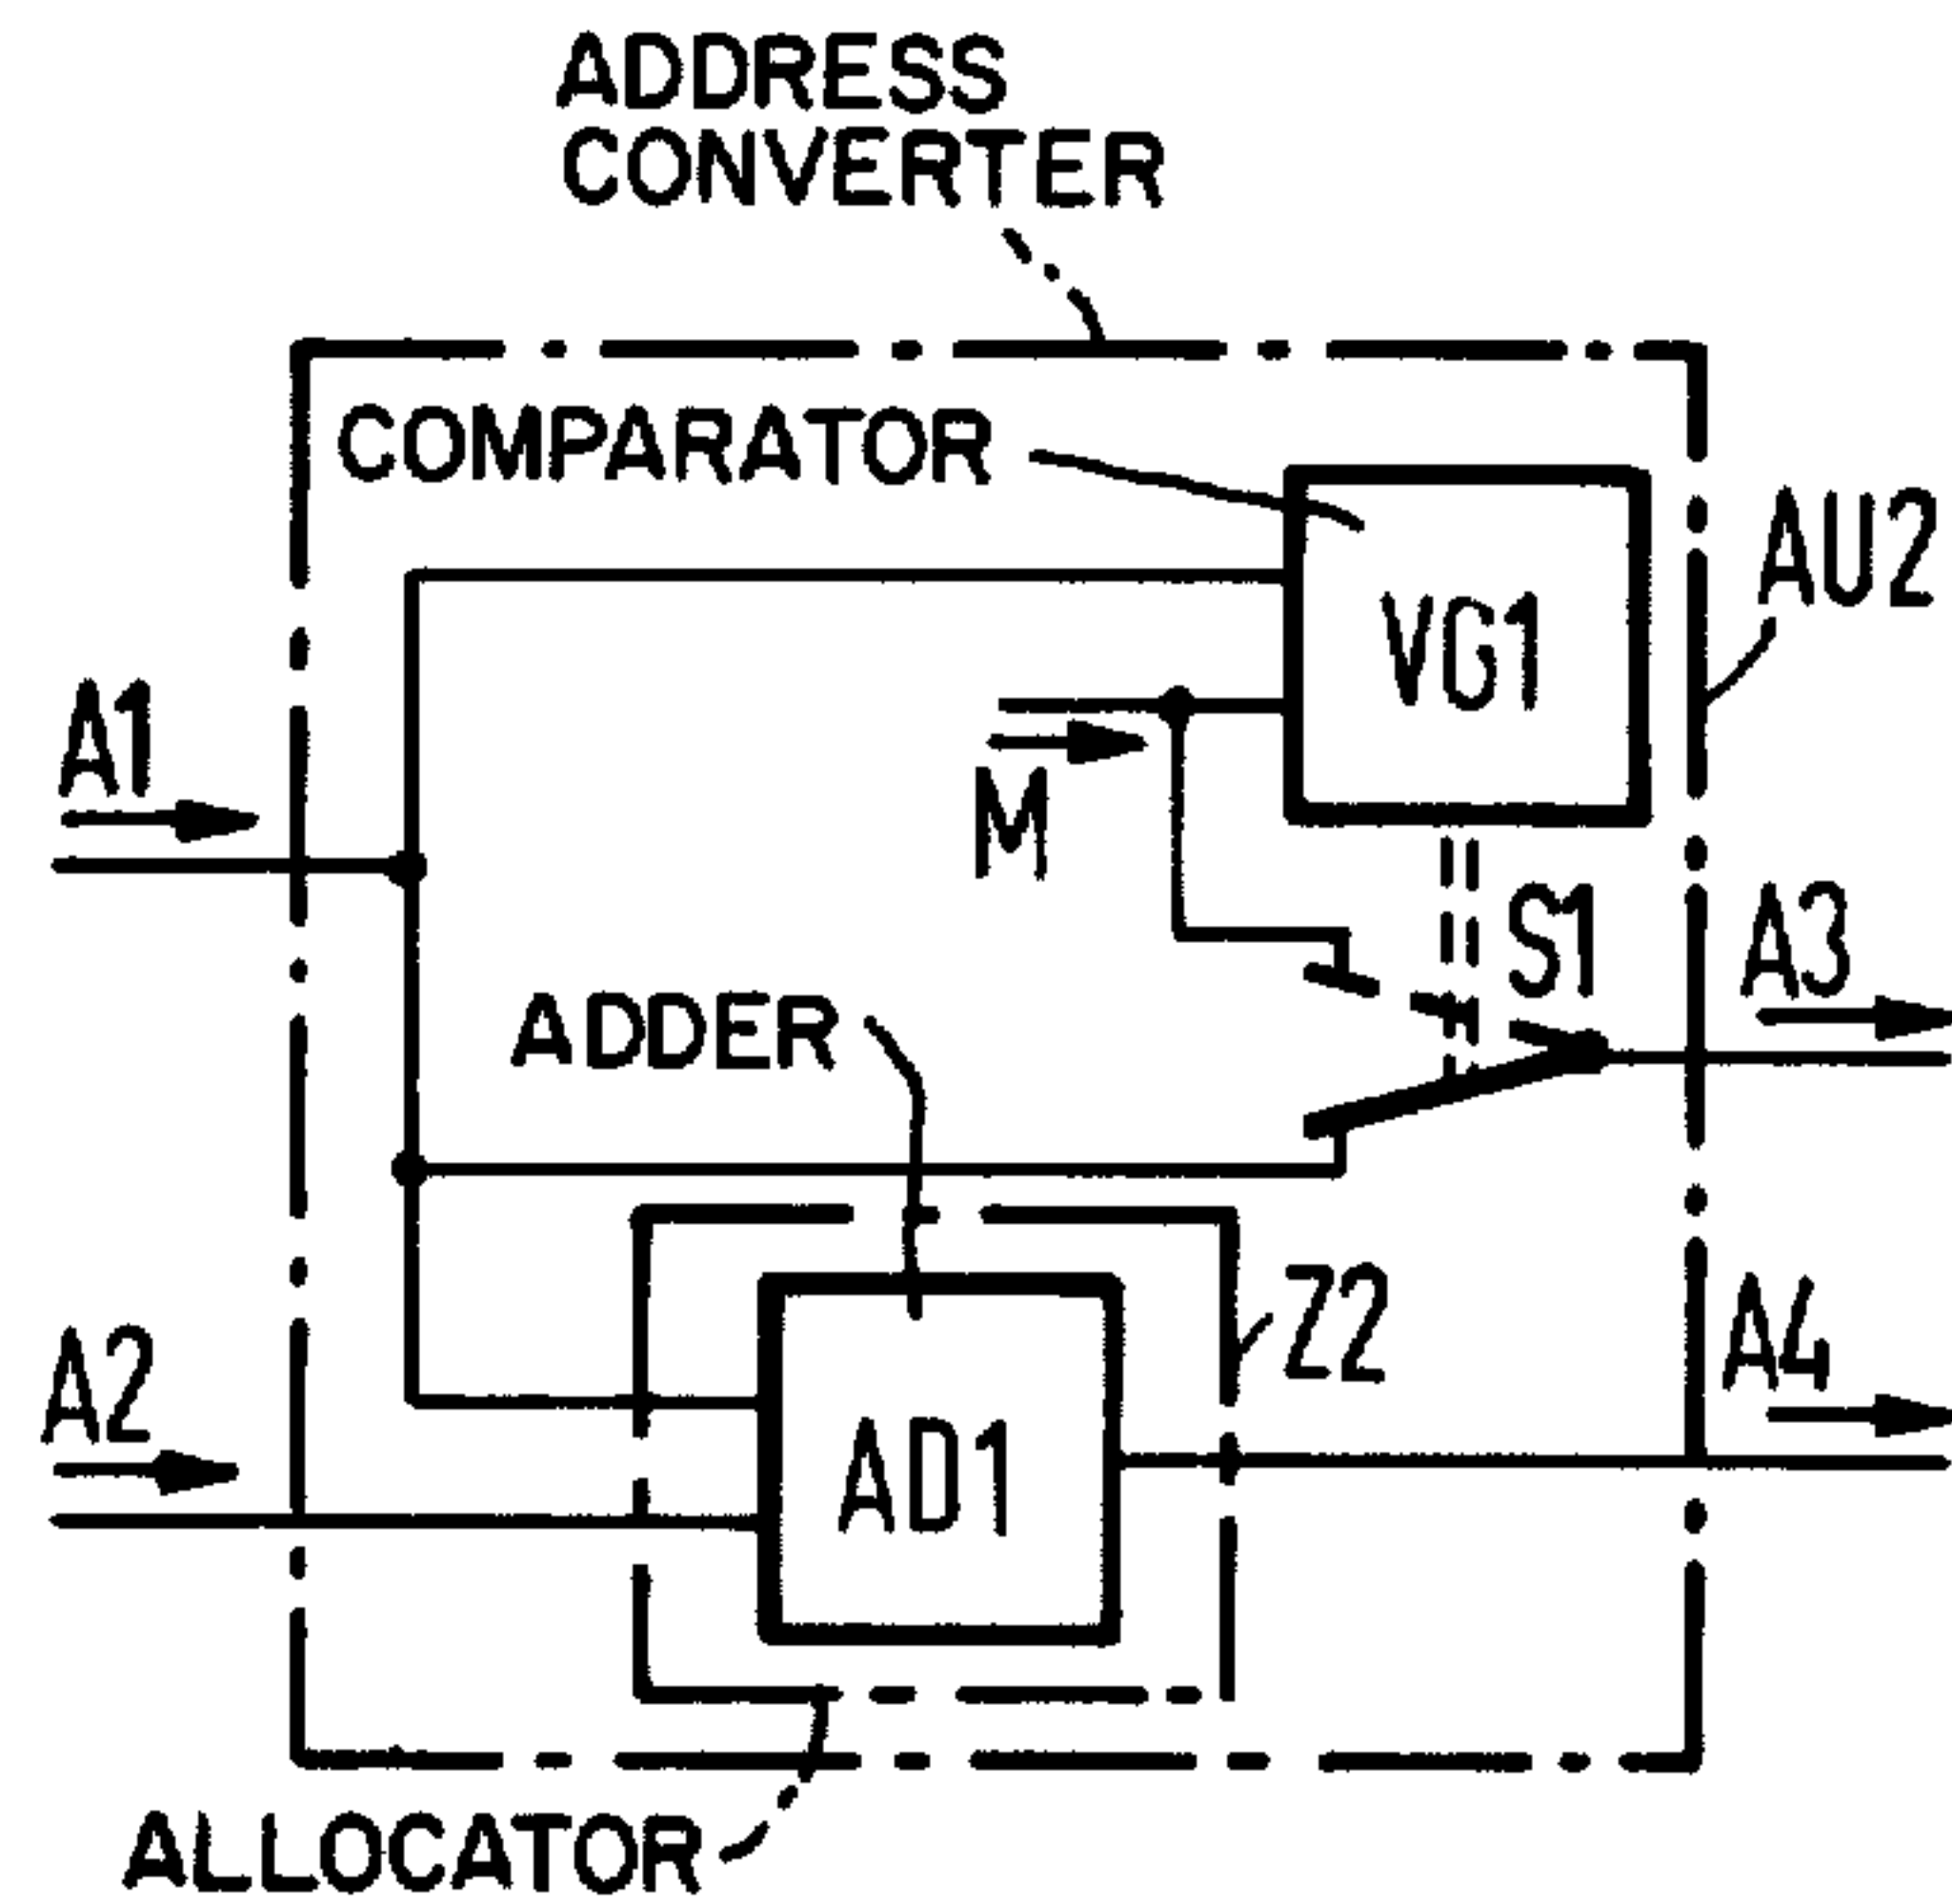 ADDRESS
CONVERTER
COMPARATOR
AU2
VG1
A1
M
S1
A3
ADDER
Z2
A4
A2
AD1
ALLOCATOR